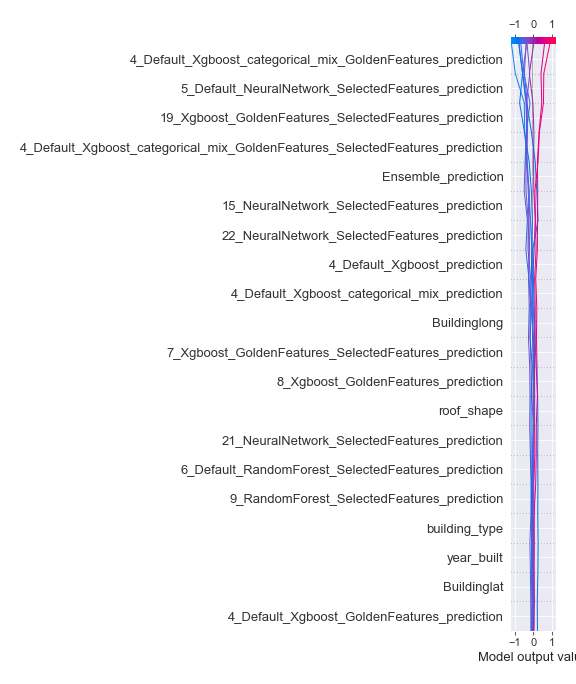 −1 0 1
4_Default_Xgboost_categorical_mix_GoldenFeatures_prediction
5_Default_NeuralNetwork_SelectedFeatures_prediction
19_Xgboost_GoldenFeatures_SelectedFeatures_prediction
4_Default_Xgboost_categorical_mix_GoldenFeatures_SelectedFeatures_prediction
Ensemble_prediction
15_NeuralNetwork_SelectedFeatures_prediction
22_NeuralNetwork_SelectedFeatures_prediction
4_Default_Xgboost_prediction
4_Default_Xgboost_categorical_mix_prediction
Buildinglong
7_Xgboost_GoldenFeatures_SelectedFeatures_prediction
8_Xgboost_GoldenFeatures_prediction
roof_shape
21_NeuralNetwork_SelectedFeatures_prediction
6_Default_RandomForest_SelectedFeatures_prediction
9_RandomForest_SelectedFeatures_prediction
building_type
year_built
Buildinglat
4_Default_Xgboost_GoldenFeatures_prediction
−1 0 1
Model output valu